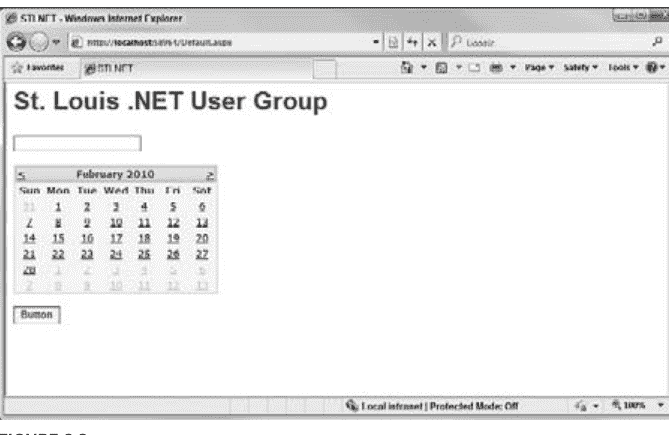 STLNET - Windows Internet Explorer
Favorites STLNET
Page Safety Tools
St. Louis .NET User Group
< February 2010 >
Sun Mon Tue Wed Thu Fri Sat
31 1 2 3 4 5 6
7 8 9 10 11 12 13
14 15 16 17 18 19 20
21 22 23 24 25 26 27
28 1 2 3 4 5 6
7 8 9 10 11 12 13
Button
Local intranet | Protected Mode: Off 100%